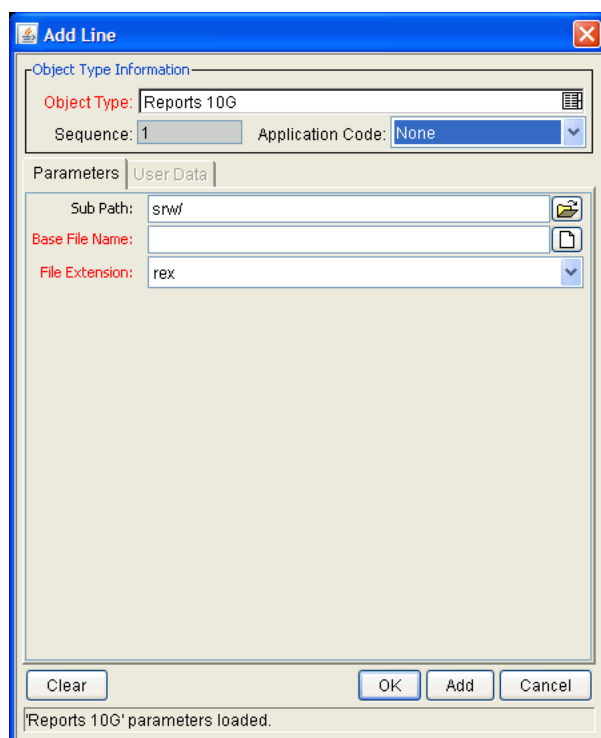 Add Line
Object Type Information
Object Type: Reports 10G
Sequence: 1 Application Code: None
Parameters User Data
Sub Path: srw/
Base File Name:
File Extension: rex
Clear OK Add Cancel
'Reports 10G' parameters loaded.